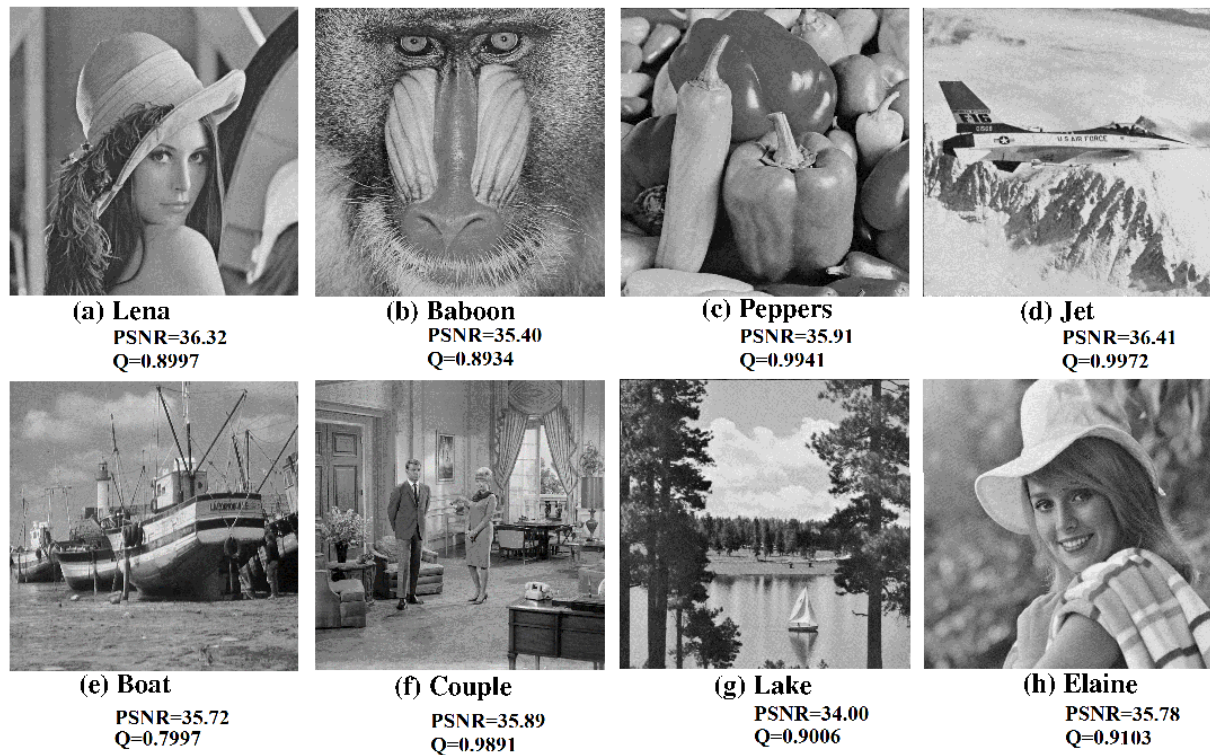 F-16
01568
U.S. AIR FORCE
(a) Lena
PSNR=36.32
Q=0.8997
(b) Baboon
PSNR=35.40
Q=0.8934
(c) Peppers
PSNR=35.91
Q=0.9941
(d) Jet
PSNR=36.41
Q=0.9972
(e) Boat
PSNR=35.72
Q=0.7997
(f) Couple
PSNR=35.89
Q=0.9891
(g) Lake
PSNR=34.00
Q=0.9006
(h) Elaine
PSNR=35.78
Q=0.9103